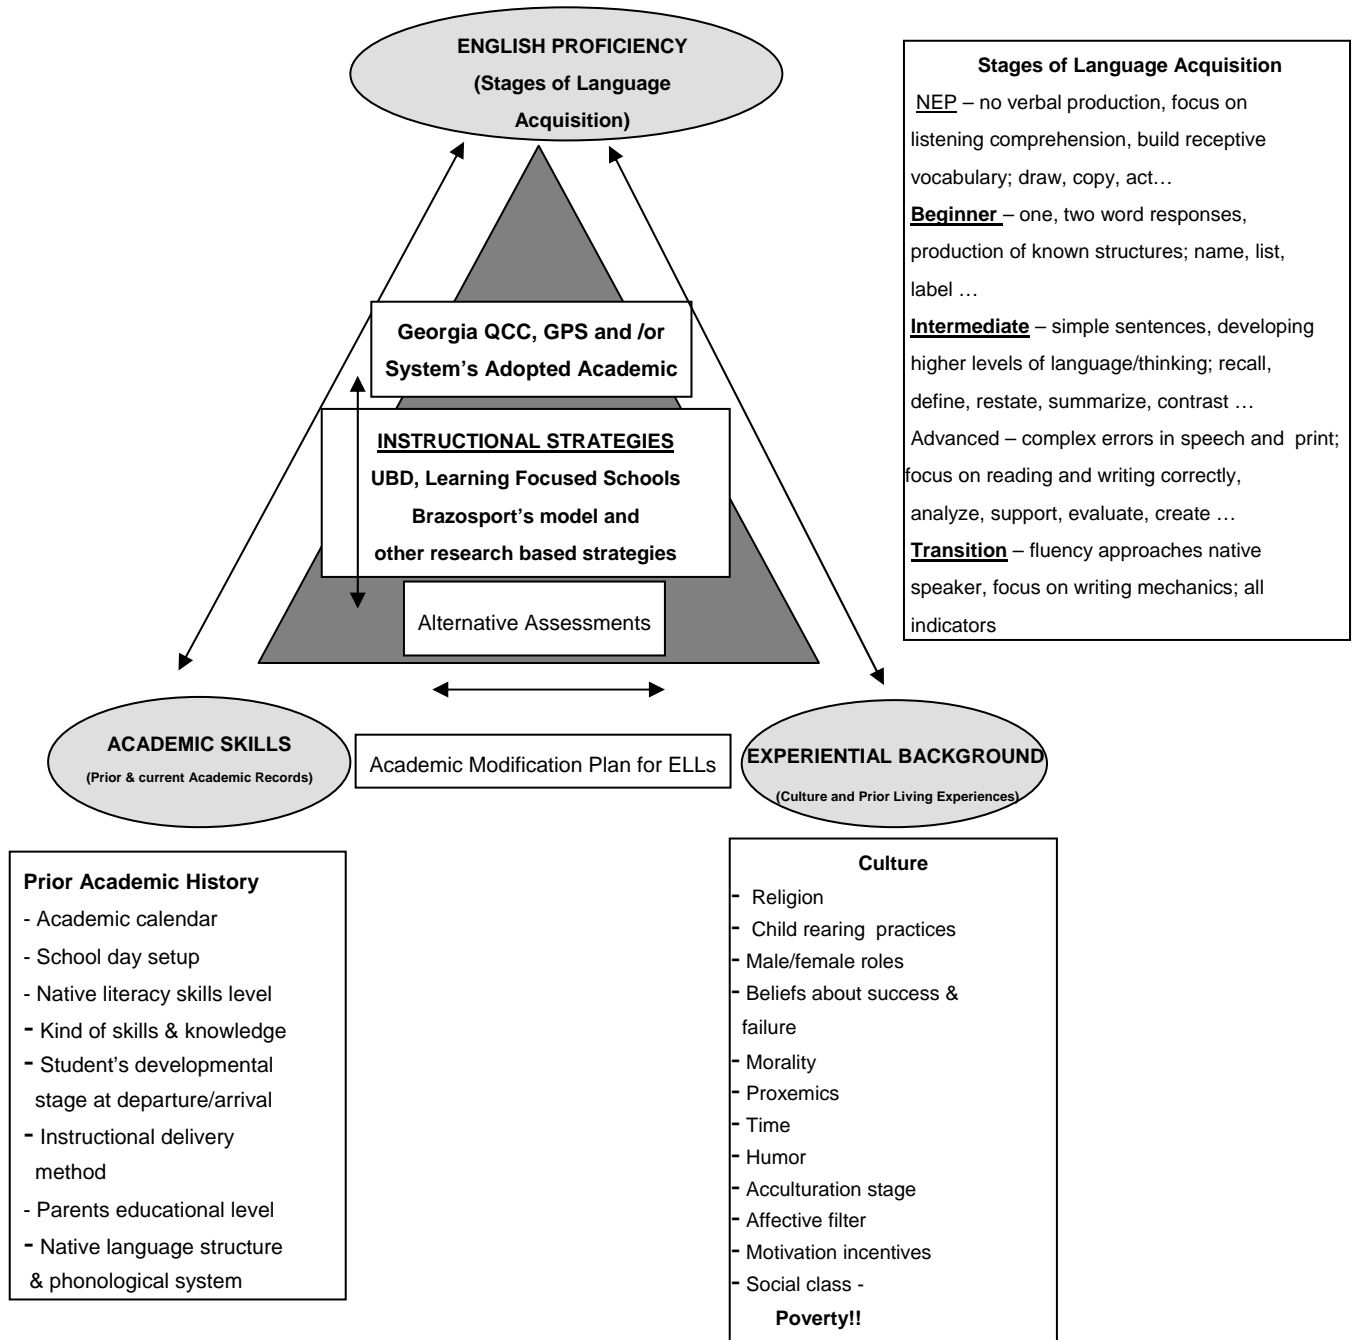 ENGLISH PROFICIENCY
(Stages of Language
Acquisition)
Stages of Language Acquisition
NEP – no verbal production, focus on
listening comprehension, build receptive
vocabulary; draw, copy, act…
Beginner – one, two word responses,
production of known structures; name, list,
label …
Intermediate – simple sentences, developing
higher levels of language/thinking; recall,
define, restate, summarize, contrast …
Advanced – complex errors in speech and print;
focus on reading and writing correctly,
analyze, support, evaluate, create …
Transition – fluency approaches native
speaker, focus on writing mechanics; all
indicators
Georgia QCC, GPS and /or
System's Adopted Academic
INSTRUCTIONAL STRATEGIES
UBD, Learning Focused Schools
Brazosport's model and
other research based strategies
Alternative Assessments
ACADEMIC SKILLS
(Prior & current Academic Records)
Academic Modification Plan for ELLs
EXPERIENTIAL BACKGROUND
(Culture and Prior Living Experiences)
Prior Academic History
- Academic calendar
- School day setup
- Native literacy skills level
- Kind of skills & knowledge
- Student's developmental
stage at departure/arrival
- Instructional delivery
method
- Parents educational level
- Native language structure
& phonological system
Culture
- Religion
- Child rearing practices
- Male/female roles
- Beliefs about success &
failure
- Morality
- Proxemics
- Time
- Humor
- Acculturation stage
- Affective filter
- Motivation incentives
- Social class -
Poverty!!